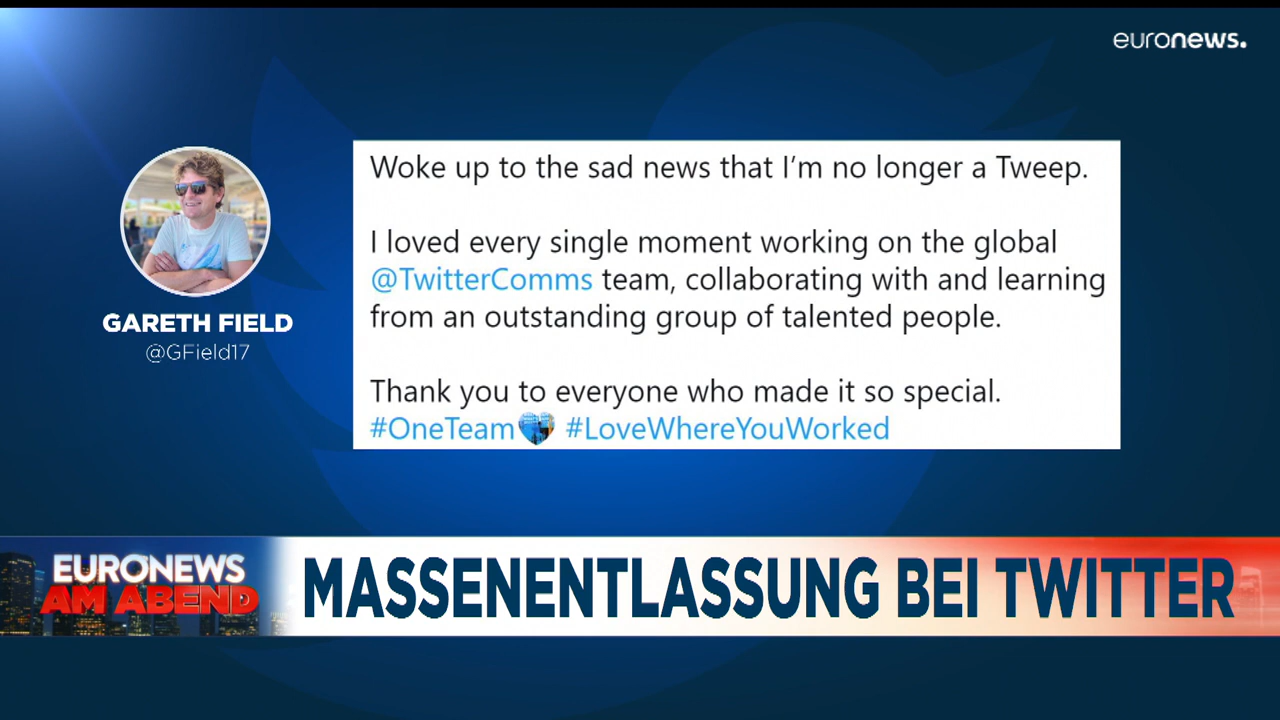 euronews.
Woke up to the sad news that I'm no longer a Tweep.
I loved every single moment working on the global
@TwitterComms team, collaborating with and learning
from an outstanding group of talented people.
Thank you to everyone who made it so special.
#OneTeam💙 #LoveWhereYouWorked
GARETH FIELD
@GField17
EURONEWS
AM ABEND
MASSENENTLASSUNG BEI TWITTER